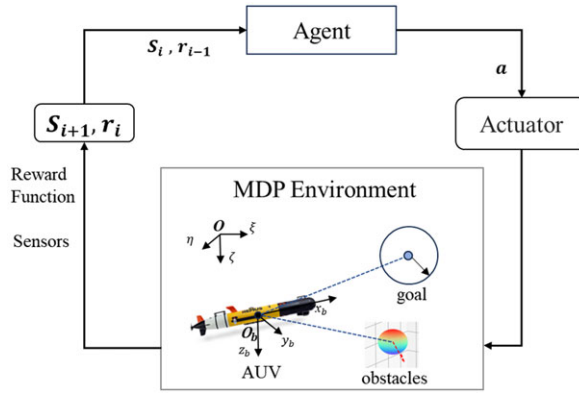 Agent
S_i , r_{i-1}
a
S_{i+1}, r_i
Actuator
Reward
Function
Sensors
MDP Environment
O
ξ
η
ζ
goal
x_b
O_b
y_b
z_b
AUV
obstacles